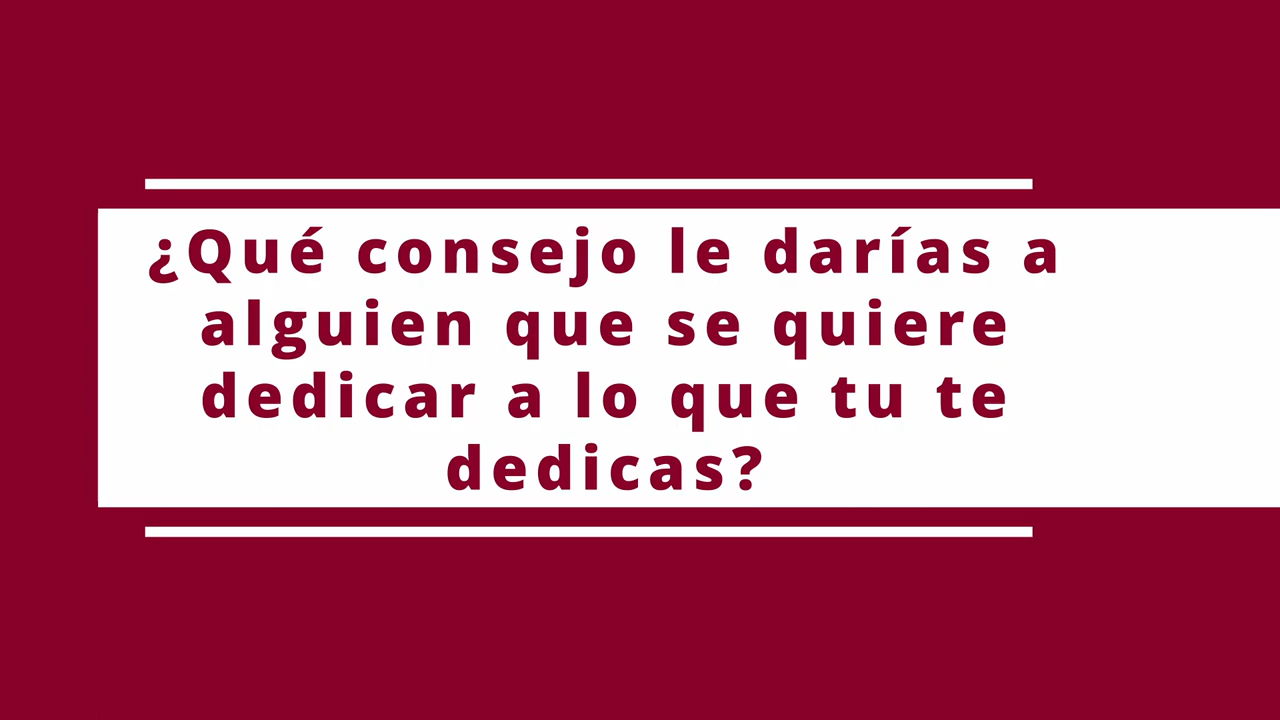 ¿Qué consejo le darías a
alguien que se quiere
dedicar a lo que tu te
dedicas?